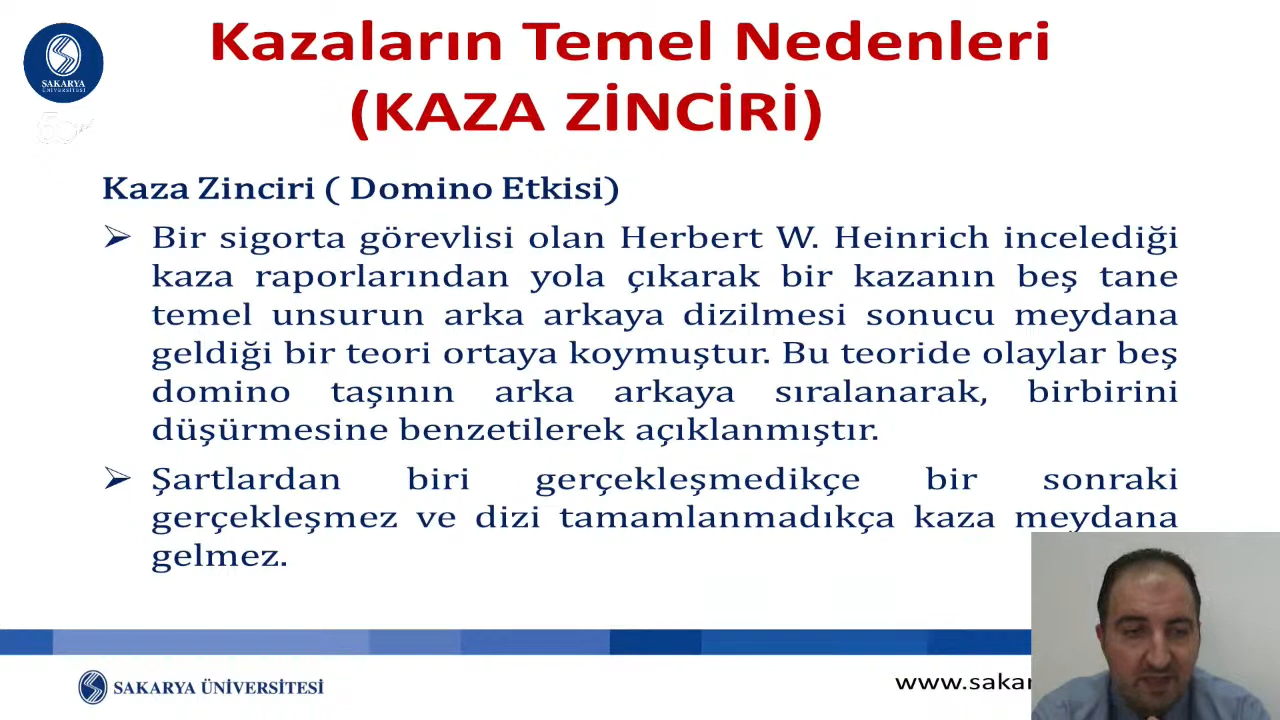 SAKARYA
ÜNİVERSİTESİ
Kazaların Temel Nedenleri
(KAZA ZİNCİRİ)
Kaza Zinciri ( Domino Etkisi)
Bir sigorta görevlisi olan Herbert W. Heinrich incelediği
kaza raporlarından yola çıkarak bir kazanın beş tane
temel unsurun arka arkaya dizilmesi sonucu meydana
geldiği bir teori ortaya koymuştur. Bu teoride olaylar beş
domino taşının arka arkaya sıralanarak, birbirini
düşürmesine benzetilerek açıklanmıştır.
Şartlardan biri gerçekleşmedikçe bir sonraki
gerçekleşmez ve dizi tamamlanmadıkça kaza meydana
gelmez.
SAKARYA ÜNİVERSİTESİ
www.sakar